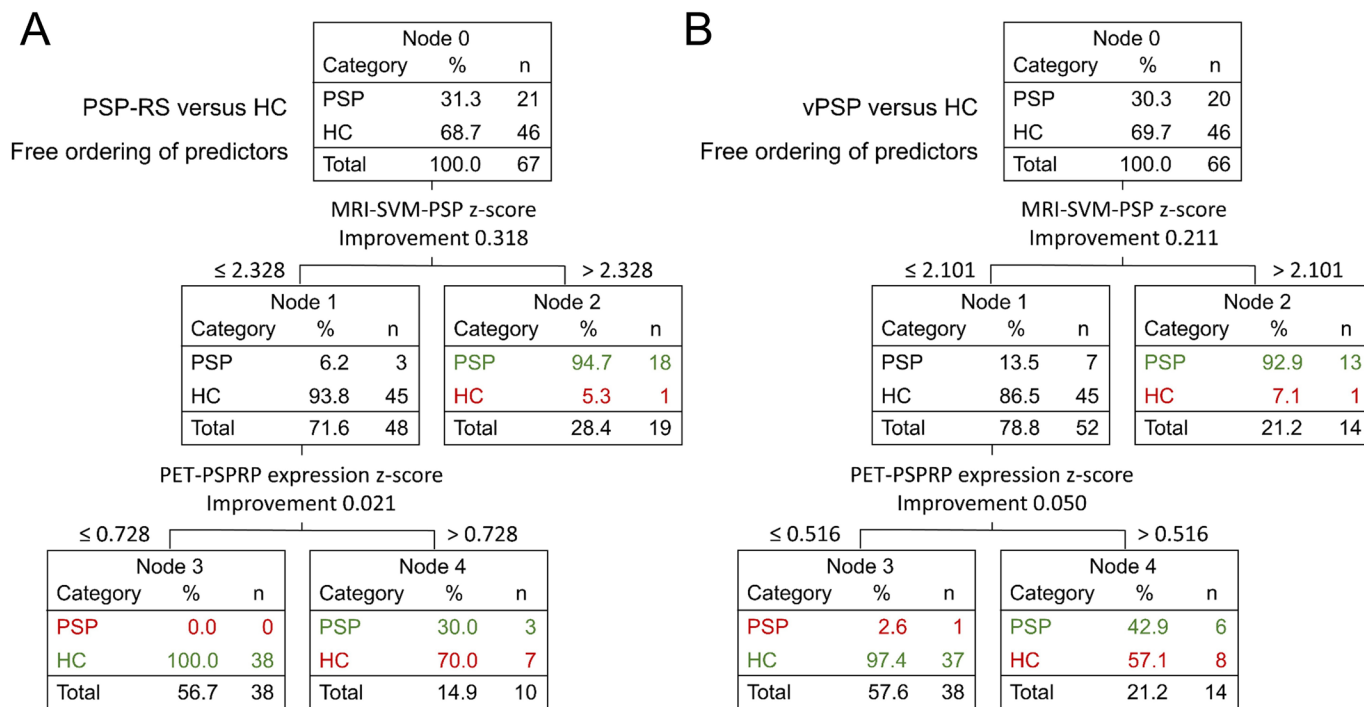 A
PSP-RS versus HC
Free ordering of predictors
Node 0
Category % n
PSP 31.3 21
HC 68.7 46
Total 100.0 67
MRI-SVM-PSP z-score
Improvement 0.318
≤ 2.328 > 2.328
Node 1
Category % n
PSP 6.2 3
HC 93.8 45
Total 71.6 48
Node 2
Category % n
PSP 94.7 18
HC 5.3 1
Total 28.4 19
PET-PSPRP expression z-score
Improvement 0.021
≤ 0.728 > 0.728
Node 3
Category % n
PSP 0.0 0
HC 100.0 38
Total 56.7 38
Node 4
Category % n
PSP 30.0 3
HC 70.0 7
Total 14.9 10
B
vPSP versus HC
Free ordering of predictors
Node 0
Category % n
PSP 30.3 20
HC 69.7 46
Total 100.0 66
MRI-SVM-PSP z-score
Improvement 0.211
≤ 2.101 > 2.101
Node 1
Category % n
PSP 13.5 7
HC 86.5 45
Total 78.8 52
Node 2
Category % n
PSP 92.9 13
HC 7.1 1
Total 21.2 14
PET-PSPRP expression z-score
Improvement 0.050
≤ 0.516 > 0.516
Node 3
Category % n
PSP 2.6 1
HC 97.4 37
Total 57.6 38
Node 4
Category % n
PSP 42.9 6
HC 57.1 8
Total 21.2 14